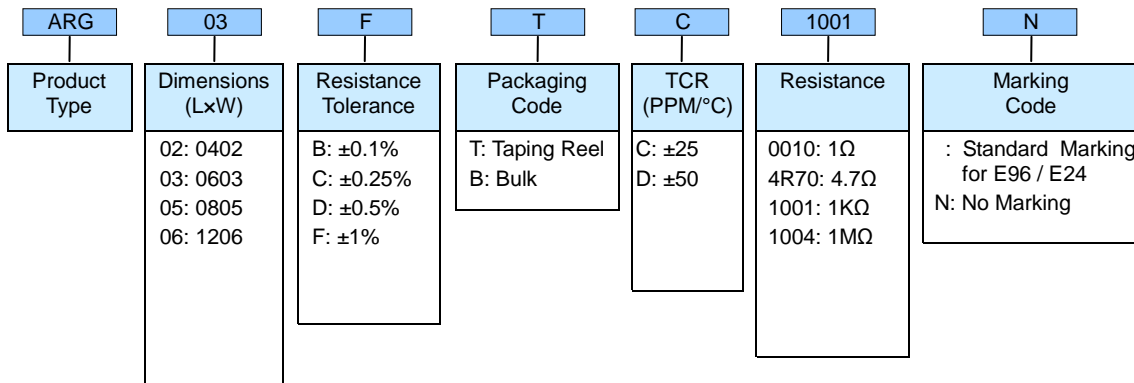 ARG 03 F T C 1001 N
Product Type
Dimensions (L×W)
Resistance Tolerance
Packaging Code
TCR (PPM/°C)
Resistance
Marking Code
02: 0402
03: 0603
05: 0805
06: 1206
B: ±0.1%
C: ±0.25%
D: ±0.5%
F: ±1%
T: Taping Reel
B: Bulk
C: ±25
D: ±50
0010: 1Ω
4R70: 4.7Ω
1001: 1KΩ
1004: 1MΩ
: Standard Marking
for E96 / E24
N: No Marking